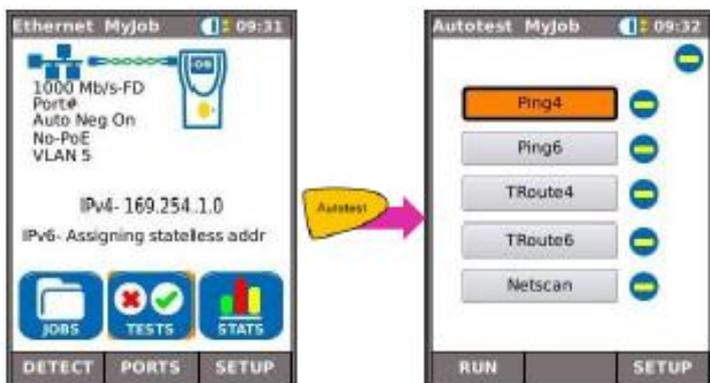 Ethernet MyJob 09:31
1000 Mb/s-FD
Port#
Auto Neg On
No-PoE
VLAN 5
IPv4- 169.254.1.0
IPv6- Assigning statelless addr
JOBS TESTS STATS
DETECT PORTS SETUP
Autotest
Autotest MyJob 09:32
Ping4
Ping6
TRoute4
TRoute6
Netscan
RUN SETUP